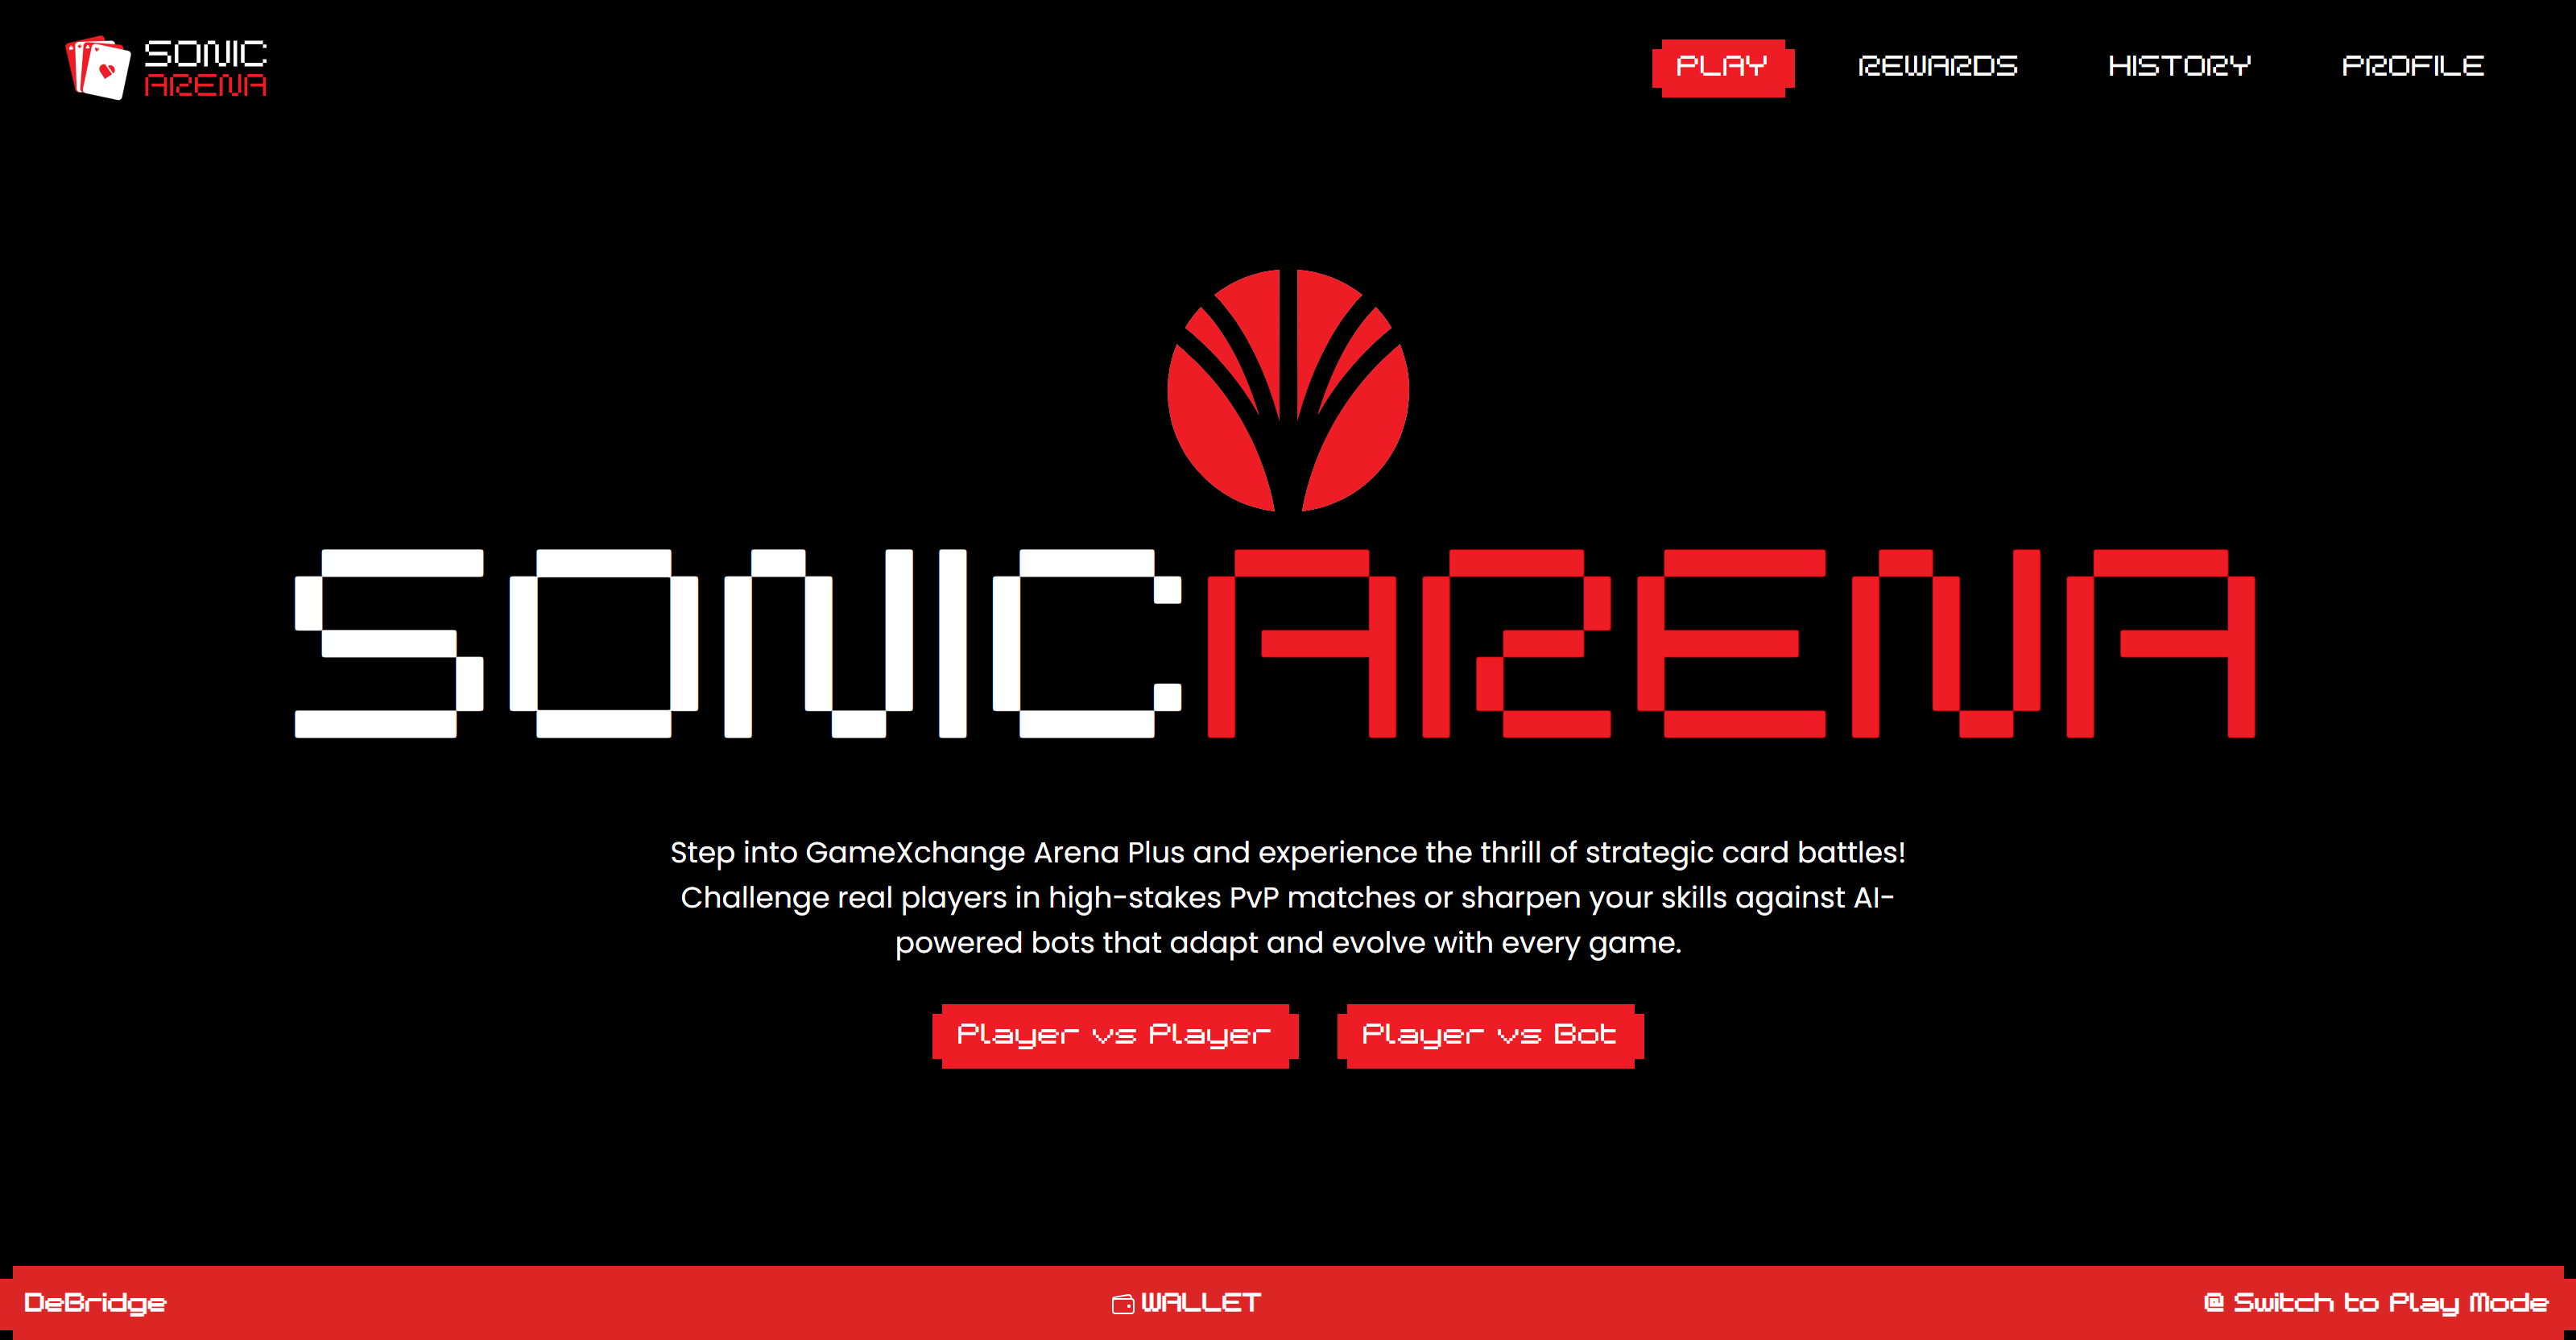 SONIC
ARENA
PLAY REWARDS HISTORY PROFILE
SONICARENA
Step into GameXchange Arena Plus and experience the thrill of strategic card battles!
Challenge real players in high-stakes PvP matches or sharpen your skills against AI-
powered bots that adapt and evolve with every game.
Player vs Player Player vs Bot
DeBridge WALLET @ Switch to Play Mode